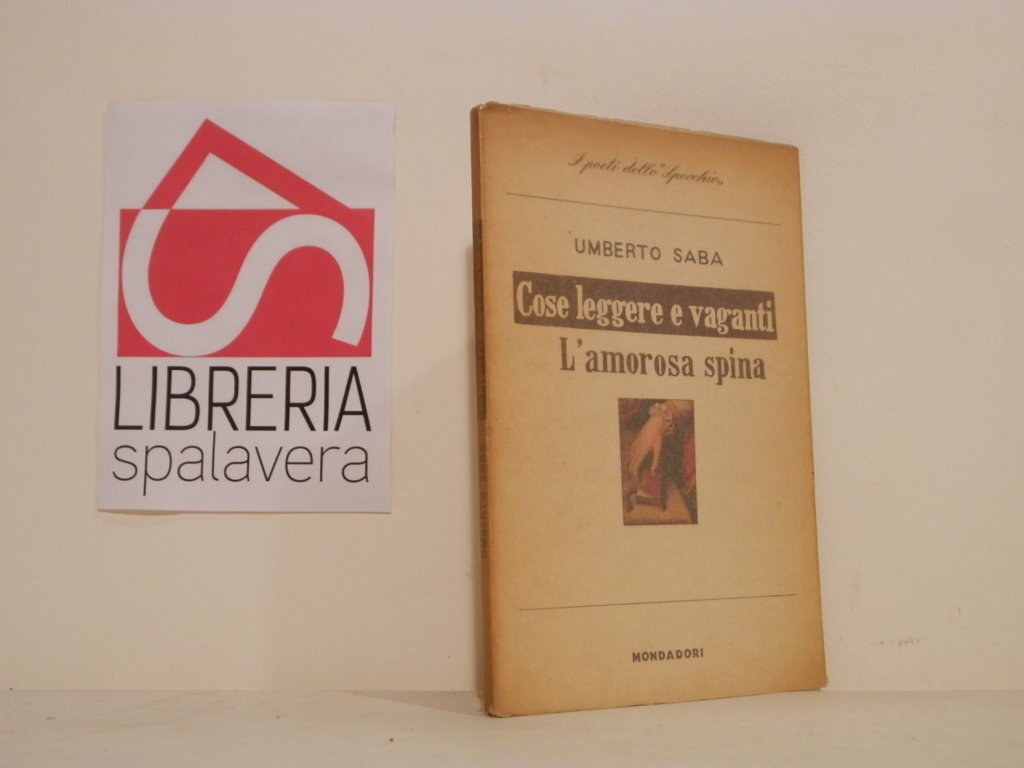 LIBRERIA
spalavera
I poeti dello "Specchio„
UMBERTO SABA
Cose leggere e vaganti
L'amorosa spina
MONDADORI